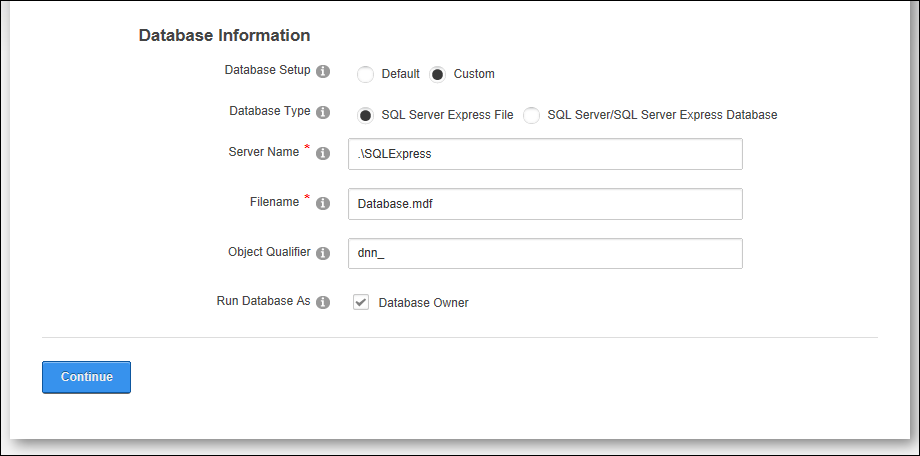 Database Information
Database Setup Default Custom
Database Type SQL Server Express File SQL Server/SQL Server Express Database
Server Name * .\SQLExpress
Filename * Database.mdf
Object Qualifier dnn_
Run Database As Database Owner
Continue